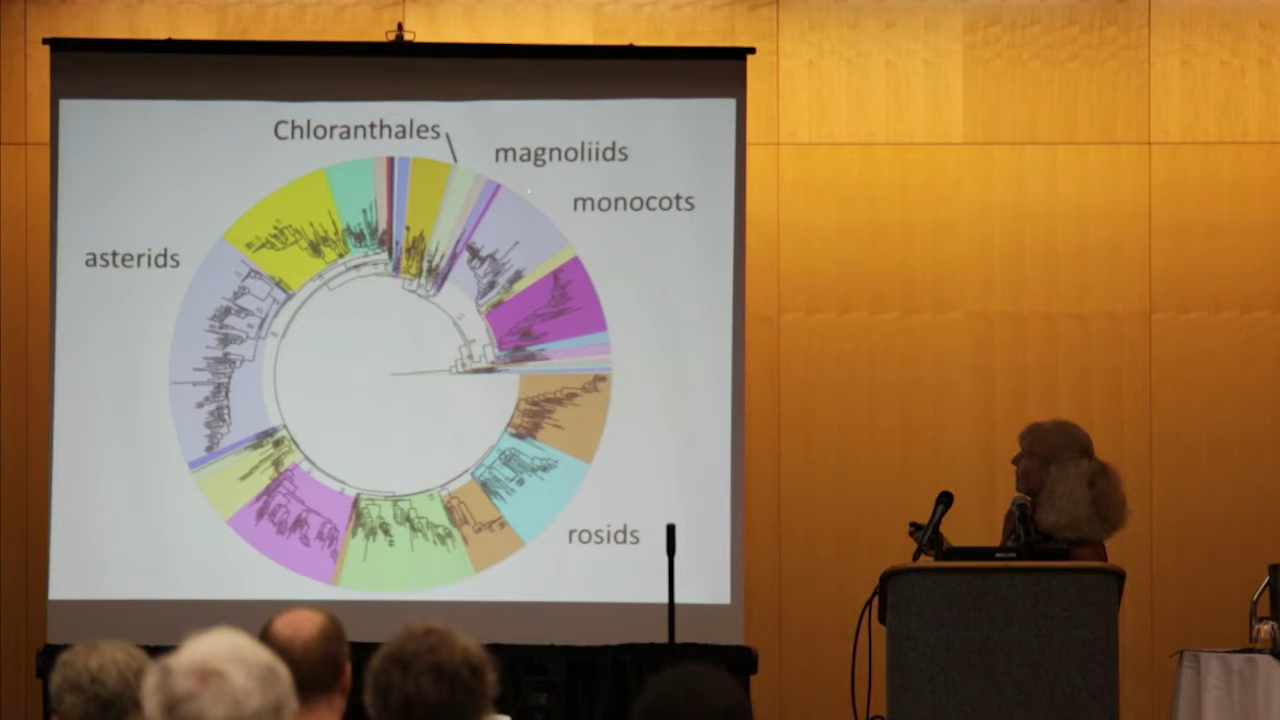 Chloranthales
magnoliids
monocots
asterids
rosids